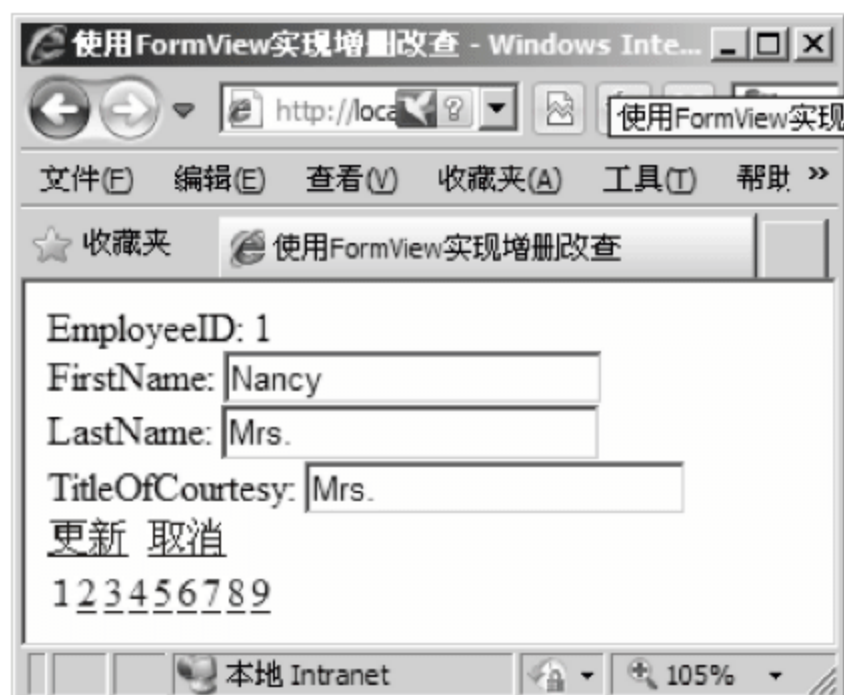 使用FormView实现增删改查 - Windows Inte...
http://loca
使用FormView实现
文件(F) 编辑(E) 查看(V) 收藏夹(A) 工具(T) 帮助 »
收藏夹 使用FormView实现增删改查
EmployeeID: 1
FirstName: Nancy
LastName: Mrs.
TitleOfCourtesy: Mrs.
更新 取消
1 2 3 4 5 6 7 8 9
本地 Intranet 105%